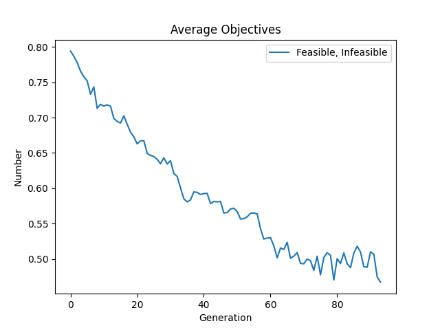 Average Objectives
Feasible, Infeasible
Number
0.80
0.75
0.70
0.65
0.60
0.55
0.50
0 20 40 60 80
Generation